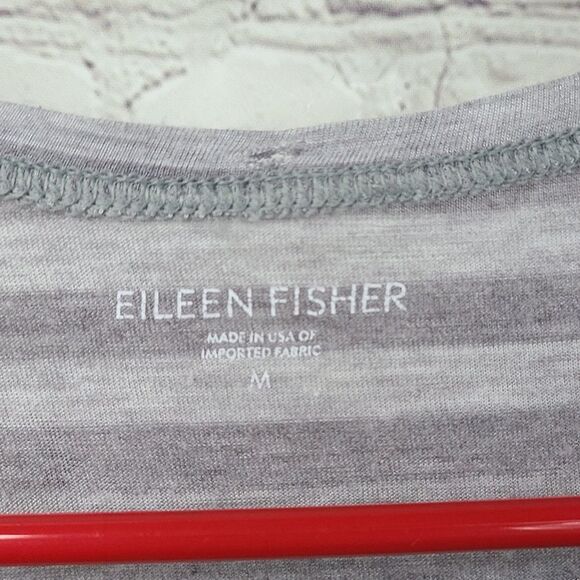 EILEEN FISHER
MADE IN USA OF
IMPORTED FABRIC
M